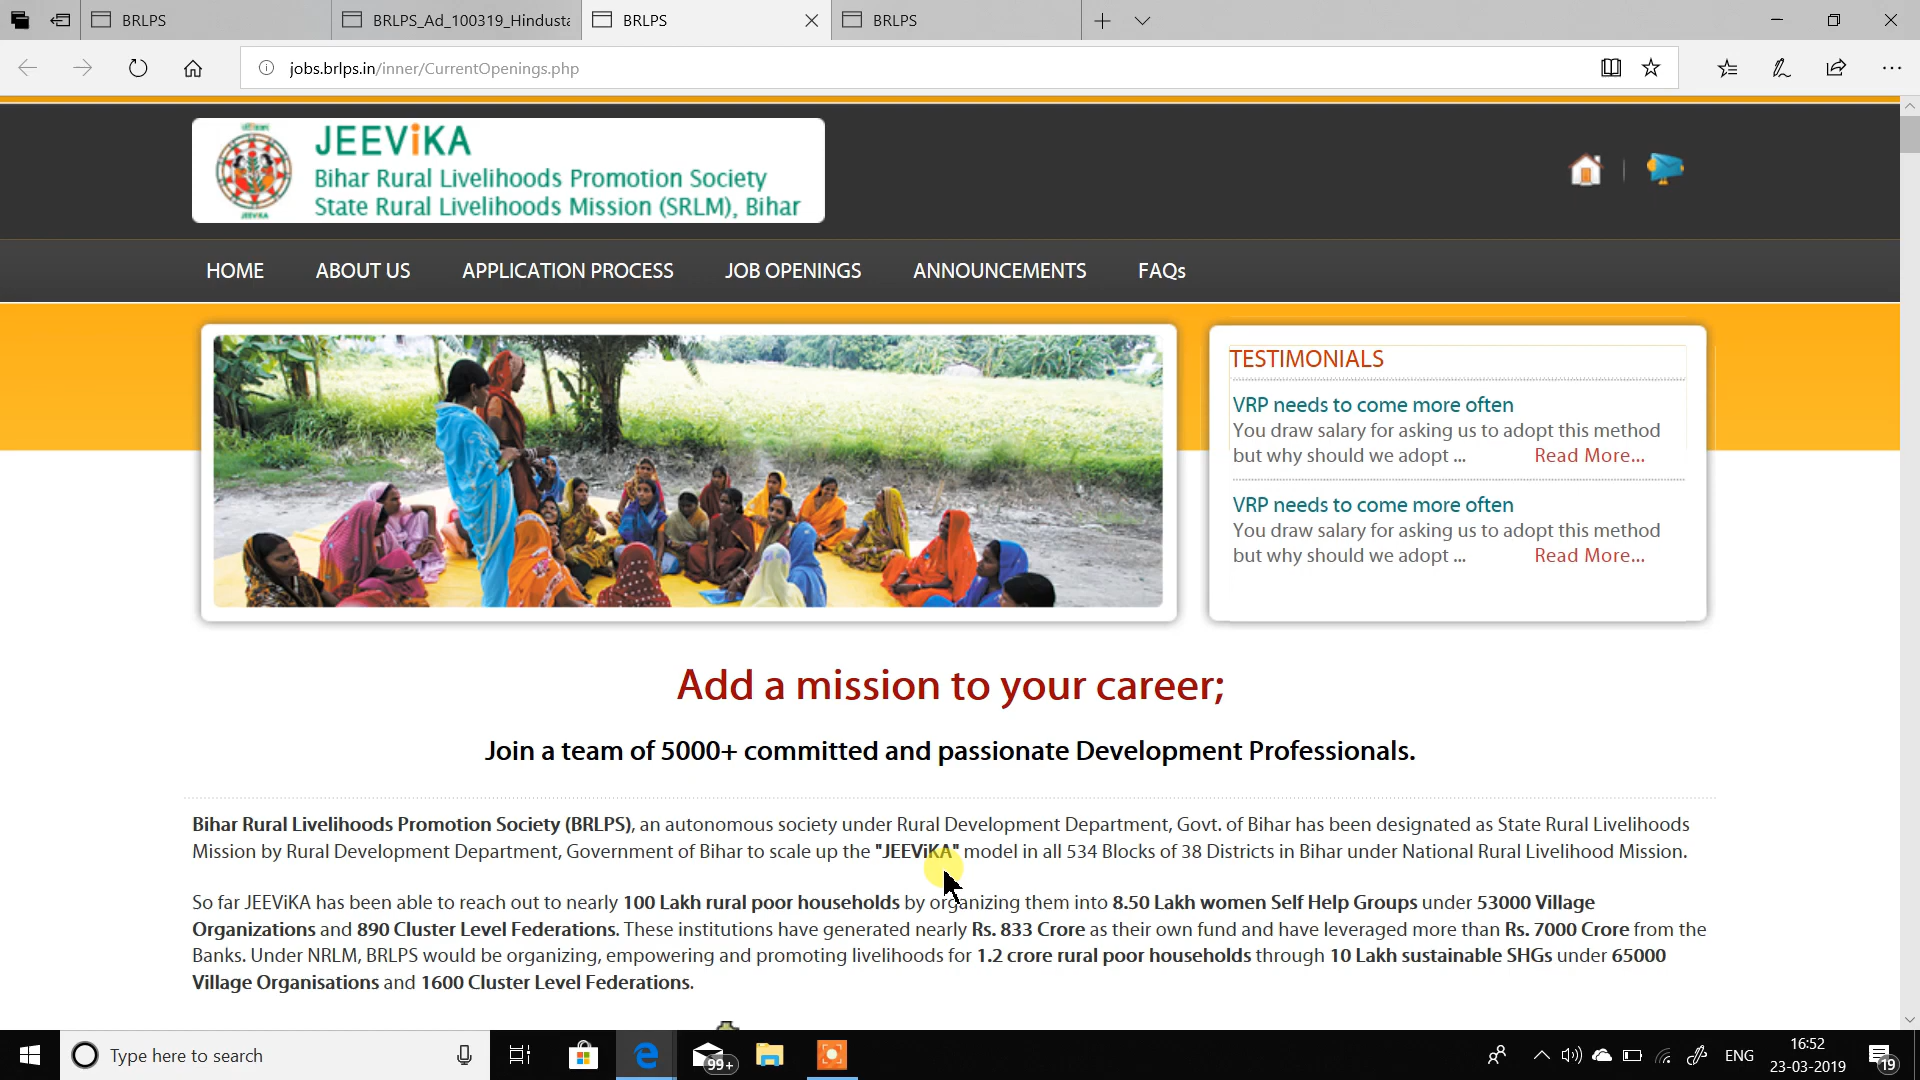 BRLPS
BRLPS_Ad_100319_Hindusta
BRLPS
BRLPS
jobs.brlps.in/inner/CurrentOpenings.php
JEEViKA
Bihar Rural Livelihoods Promotion Society
State Rural Livelihoods Mission (SRLM), Bihar
HOME ABOUT US APPLICATION PROCESS JOB OPENINGS ANNOUNCEMENTS FAQs
TESTIMONIALS
VRP needs to come more often
You draw salary for asking us to adopt this method
but why should we adopt ... Read More...
VRP needs to come more often
You draw salary for asking us to adopt this method
but why should we adopt ... Read More...
Add a mission to your career;
Join a team of 5000+ committed and passionate Development Professionals.
Bihar Rural Livelihoods Promotion Society (BRLPS), an autonomous society under Rural Development Department, Govt. of Bihar has been designated as State Rural Livelihoods
Mission by Rural Development Department, Government of Bihar to scale up the "JEEViKA" model in all 534 Blocks of 38 Districts in Bihar under National Rural Livelihood Mission.
So far JEEViKA has been able to reach out to nearly 100 Lakh rural poor households by organizing them into 8.50 Lakh women Self Help Groups under 53000 Village
Organizations and 890 Cluster Level Federations. These institutions have generated nearly Rs. 833 Crore as their own fund and have leveraged more than Rs. 7000 Crore from the
Banks. Under NRLM, BRLPS would be organizing, empowering and promoting livelihoods for 1.2 crore rural poor households through 10 Lakh sustainable SHGs under 65000
Village Organisations and 1600 Cluster Level Federations.
Type here to search
99+
ENG
16:52
23-03-2019
19